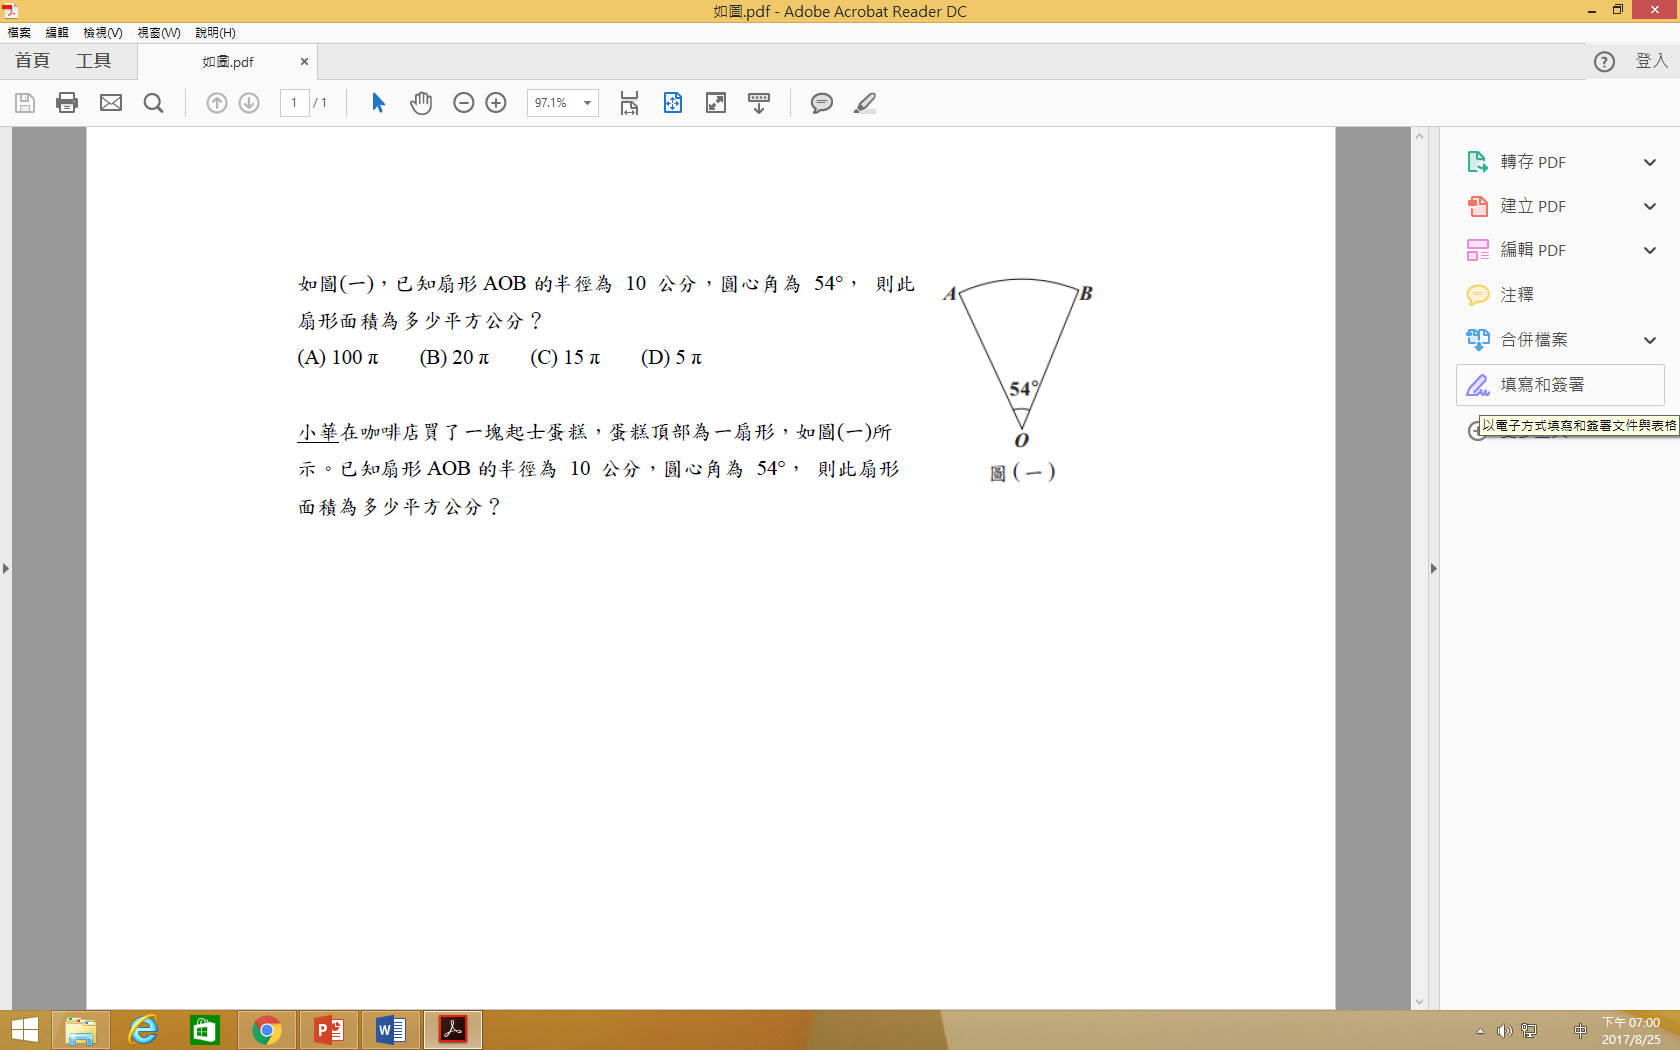 如圖.pdf - Adobe Acrobat Reader DC
檔案 編輯 檢視(V) 視窗(W) 說明(H)
首頁 工具 如圖.pdf × ? 登入
1 / 1 97.1%
如圖(一)，已知扇形 AOB 的半徑為 10 公分，圓心角為 54°， 則此
扇形面積為多少平方公分？
(A) 100 π (B) 20 π (C) 15 π (D) 5 π
小華在咖啡店買了一塊起士蛋糕，蛋糕頂部為一扇形，如圖(一)所
示。已知扇形 AOB 的半徑為 10 公分，圓心角為 54°， 則此扇形
面積為多少平方公分？
A B
54°
O
圖 ( 一 )
轉存 PDF
建立 PDF
編輯 PDF
注釋
合併檔案
填寫和簽署
以電子方式填寫和簽署文件與表格
中
下午 07:00
2017/8/25